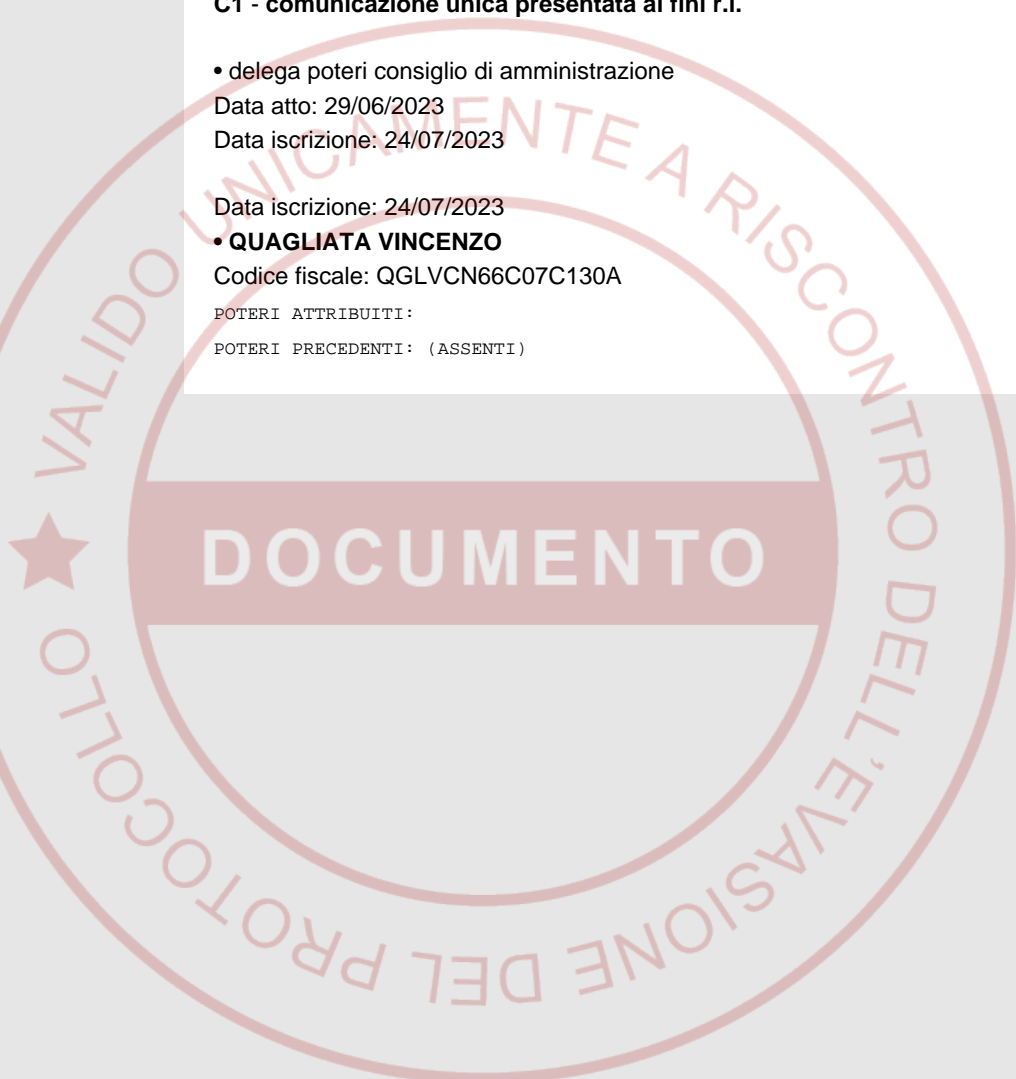 C1 - comunicazione unica presentata ai fini r.i.
• delega poteri consiglio di amministrazione
Data atto: 29/06/2023
Data iscrizione: 24/07/2023
Data iscrizione: 24/07/2023
• QUAGLIATA VINCENZO
Codice fiscale: QGLVCN66C07C130A
POTERI ATTRIBUITI:
POTERI PRECEDENTI: (ASSENTI)
VALIDO UNICAMENTE A RISCONTRO DELL'EVASIONE DEL PROTOCOLLO
DOCUMENTO